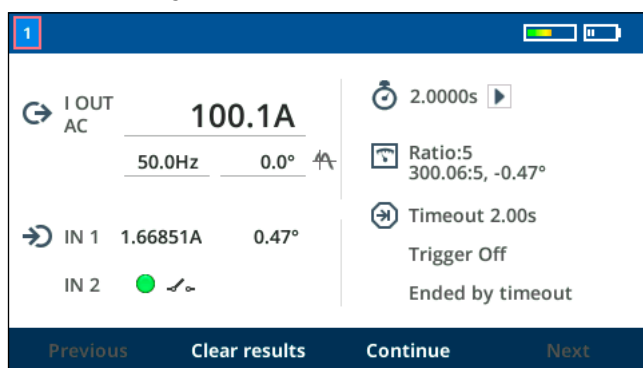 1
I OUT
AC
100.1A
50.0Hz 0.0°
IN 1 1.66851A 0.47°
IN 2
2.0000s
Ratio:5
300.06:5, -0.47°
Timeout 2.00s
Trigger Off
Ended by timeout
Previous Clear results Continue Next